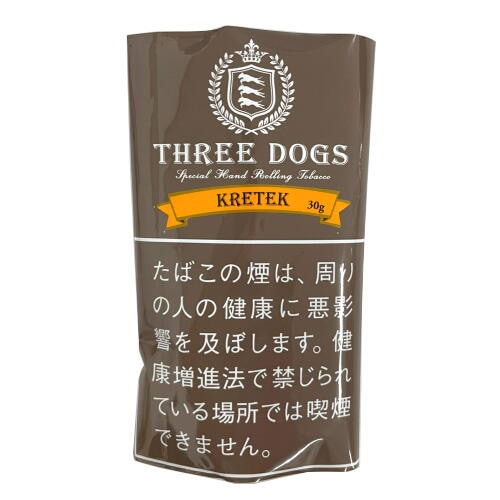 THREE DOGS
Special Hand Rolling Tobacco
KRETEK 30g
たばこの煙は、周り
の人の健康に悪影
響を及ぼします。健
康増進法で禁じられ
ている場所では喫煙
できません。